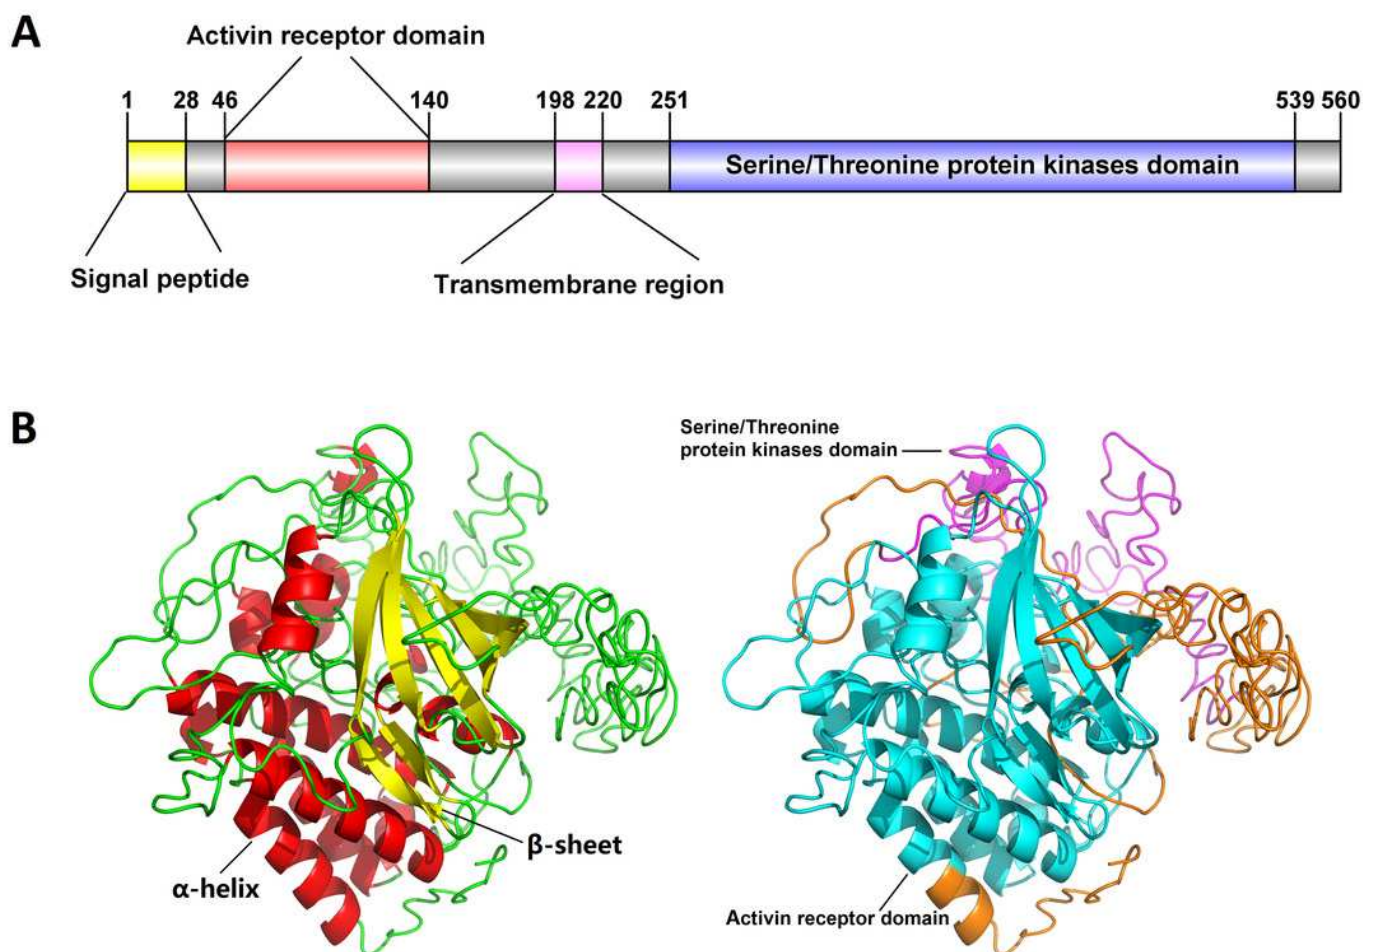 A
Activin receptor domain
1 28 46 140 198 220 251 539 560
Serine/Threonine protein kinases domain
Signal peptide
Transmembrane region
B
Serine/Threonine
protein kinases domain
β-sheet
α-helix
Activin receptor domain